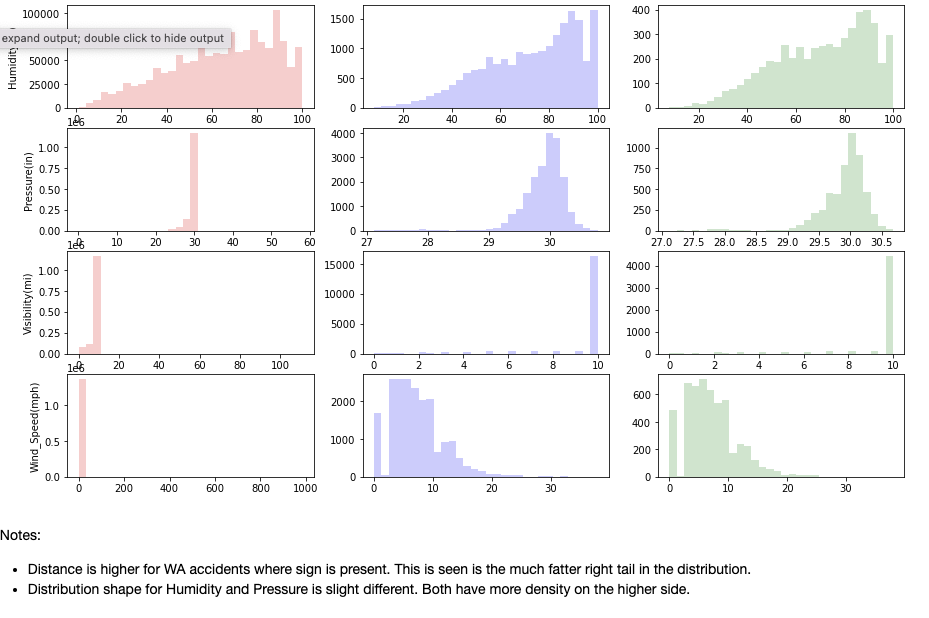 100000
1500
400
expand output; double click to hide output
300
1000
50000
200
500
25000
100
0
0
0
Humidity
0 20 40 60 80 100
20 40 60 80 100
20 40 60 80 100
1e6
4000
1.00
1000
3000
0.75
750
2000
0.50
500
1000
0.25
250
0.00
0
0
Pressure(in)
0 10 20 30 40 50 60
27 28 29 30
27.0 27.5 28.0 28.5 29.0 29.5 30.0 30.5
1e6
15000
4000
1.00
3000
0.75
10000
0.50
2000
5000
0.25
1000
0.00
0
0
Visibility(mi)
0 20 40 60 80 100
0 2 4 6 8 10
0 2 4 6 8 10
1e6
600
1.0
2000
400
0.5
1000
200
0.0
0
0
Wind_Speed(mph)
0 200 400 600 800 1000
0 10 20 30
0 10 20 30
Notes:
• Distance is higher for WA accidents where sign is present. This is seen is the much fatter right tail in the distribution.
• Distribution shape for Humidity and Pressure is slight different. Both have more density on the higher side.